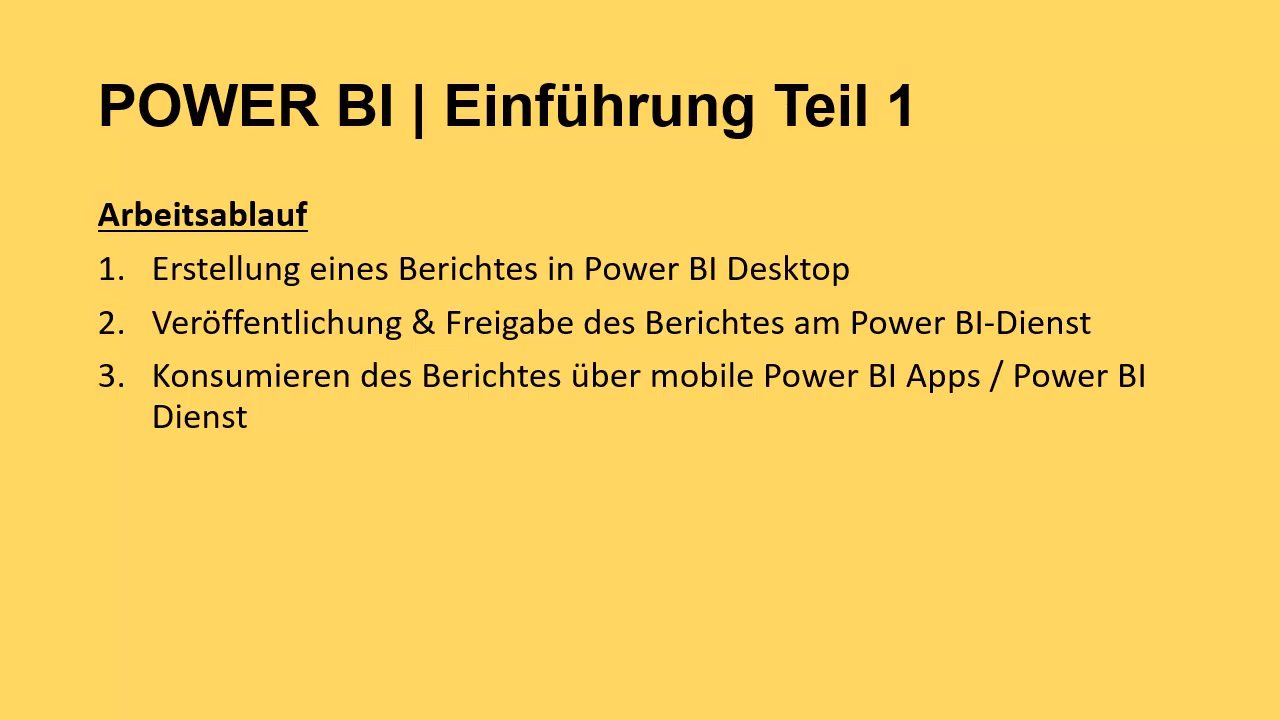 POWER BI | Einführung Teil 1
Arbeitsablauf
1. Erstellung eines Berichtes in Power BI Desktop
2. Veröffentlichung & Freigabe des Berichtes am Power BI-Dienst
3. Konsumieren des Berichtes über mobile Power BI Apps / Power BI
Dienst